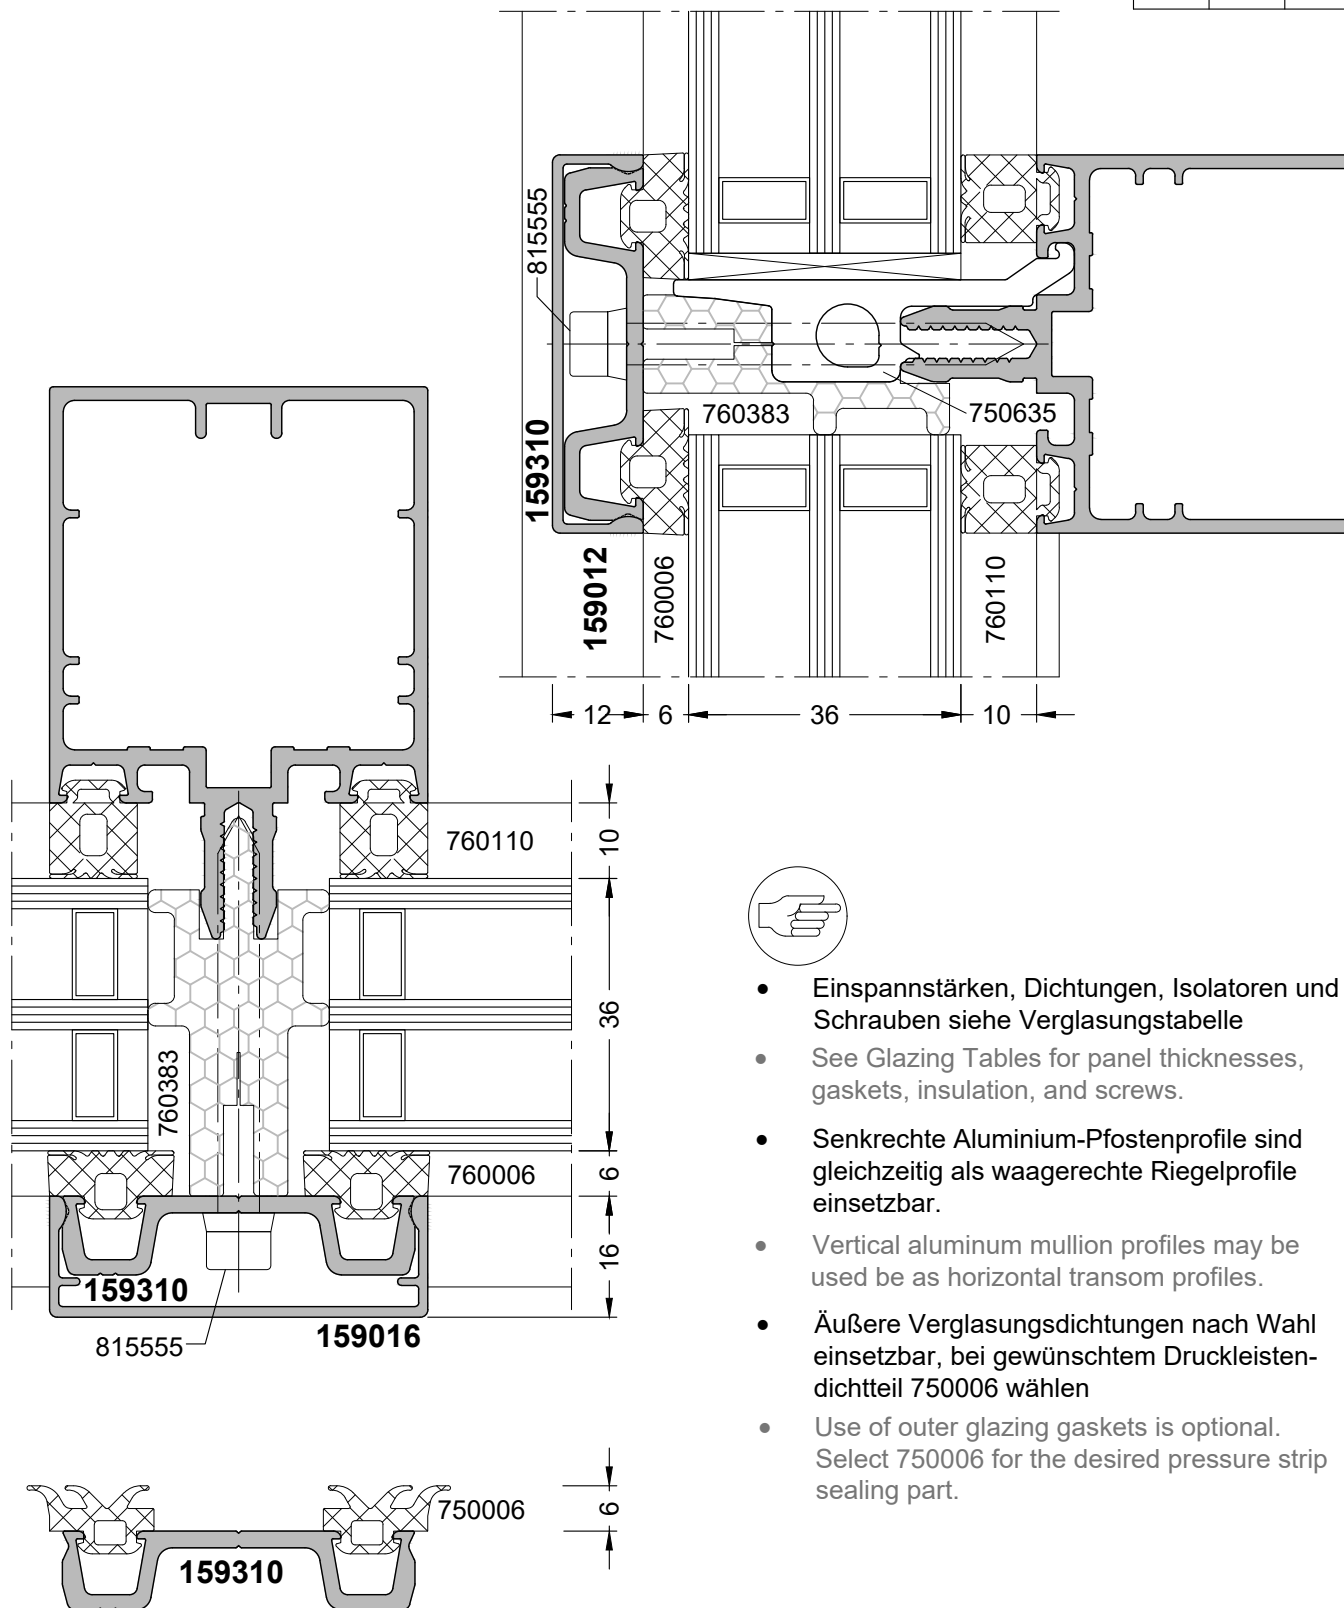 815555
159310
760383
750635
159012
760006
760110
12
6
36
10
760110
10
36
760383
760006
6
16
159310
815555
159016
• Einspannstärken, Dichtungen, Isolatoren und
Schrauben siehe Verglasungstabelle
• See Glazing Tables for panel thicknesses,
gaskets, insulation, and screws.
• Senkrechte Aluminium-Pfostenprofile sind
gleichzeitig als waagerechte Riegelprofile
einsetzbar.
• Vertical aluminum mullion profiles may be
used be as horizontal transom profiles.
• Äußere Verglasungsdichtungen nach Wahl
einsetzbar, bei gewünschtem Druckleisten-
dichtteil 750006 wählen
• Use of outer glazing gaskets is optional.
Select 750006 for the desired pressure strip
sealing part.
750006
6
159310